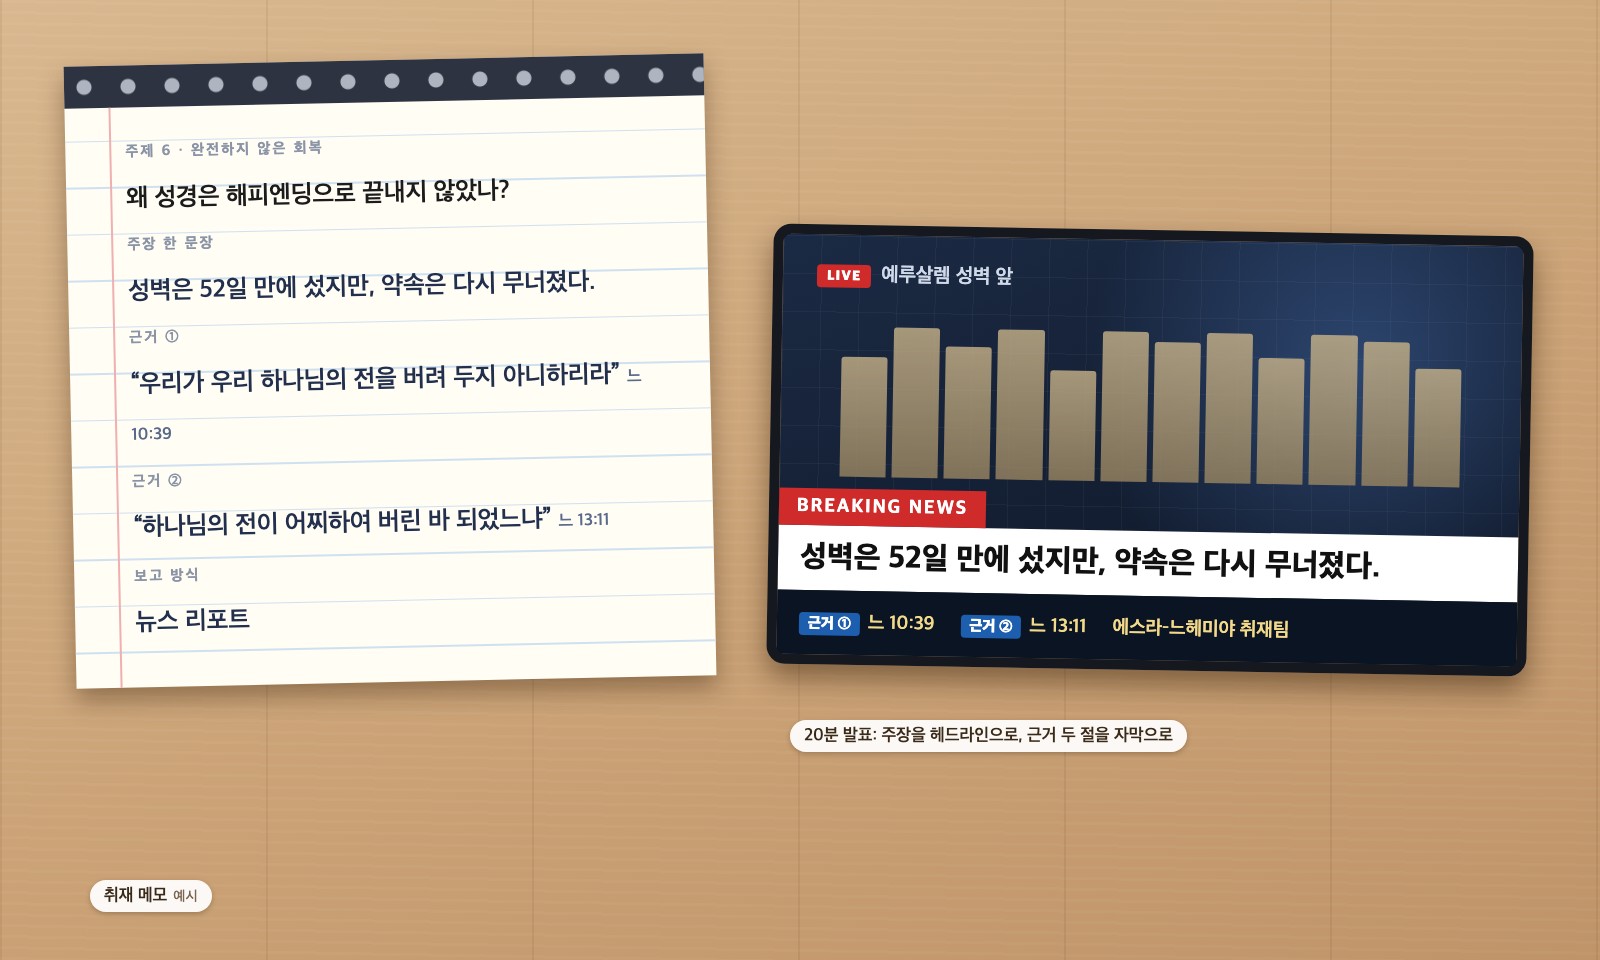 주제 6 · 완전하지 않은 회복
왜 성경은 해피엔딩으로 끝내지 않았나?
주장 한 문장
성벽은 52일 만에 섰지만, 약속은 다시 무너졌다.
근거 ①
“우리가 우리 하나님의 전을 버려 두지 아니하리라” 느
10:39
근거 ②
“하나님의 전이 어찌하여 버린 바 되었느냐” 느 13:11
보고 방식
뉴스 리포트
취재 메모 예시
LIVE 예루살렘 성벽 앞
BREAKING NEWS
성벽은 52일 만에 섰지만, 약속은 다시 무너졌다.
근거 ① 느 10:39 근거 ② 느 13:11 에스라-느헤미야 취재팀
20분 발표: 주장을 헤드라인으로, 근거 두 절을 자막으로